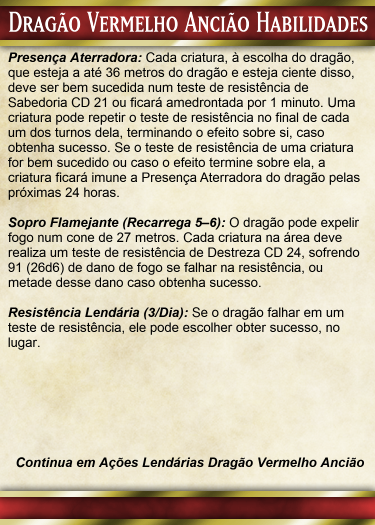 Dragão Vermelho Ancião Habilidades
Presença Aterradora: Cada criatura, à escolha do dragão,
que esteja a até 36 metros do dragão e esteja ciente disso,
deve ser bem sucedida num teste de resistência de
Sabedoria CD 21 ou ficará amedrontada por 1 minuto. Uma
criatura pode repetir o teste de resistência no final de cada
um dos turnos dela, terminando o efeito sobre si, caso
obtenha sucesso. Se o teste de resistência de uma criatura
for bem sucedido ou caso o efeito termine sobre ela, a
criatura ficará imune a Presença Aterradora do dragão pelas
próximas 24 horas.
Sopro Flamejante (Recarrega 5–6): O dragão pode expelir
fogo num cone de 27 metros. Cada criatura na área deve
realiza um teste de resistência de Destreza CD 24, sofrendo
91 (26d6) de dano de fogo se falhar na resistência, ou
metade desse dano caso obtenha sucesso.
Resistência Lendária (3/Dia): Se o dragão falhar em um
teste de resistência, ele pode escolher obter sucesso, no
lugar.
Continua em Ações Lendárias Dragão Vermelho Ancião